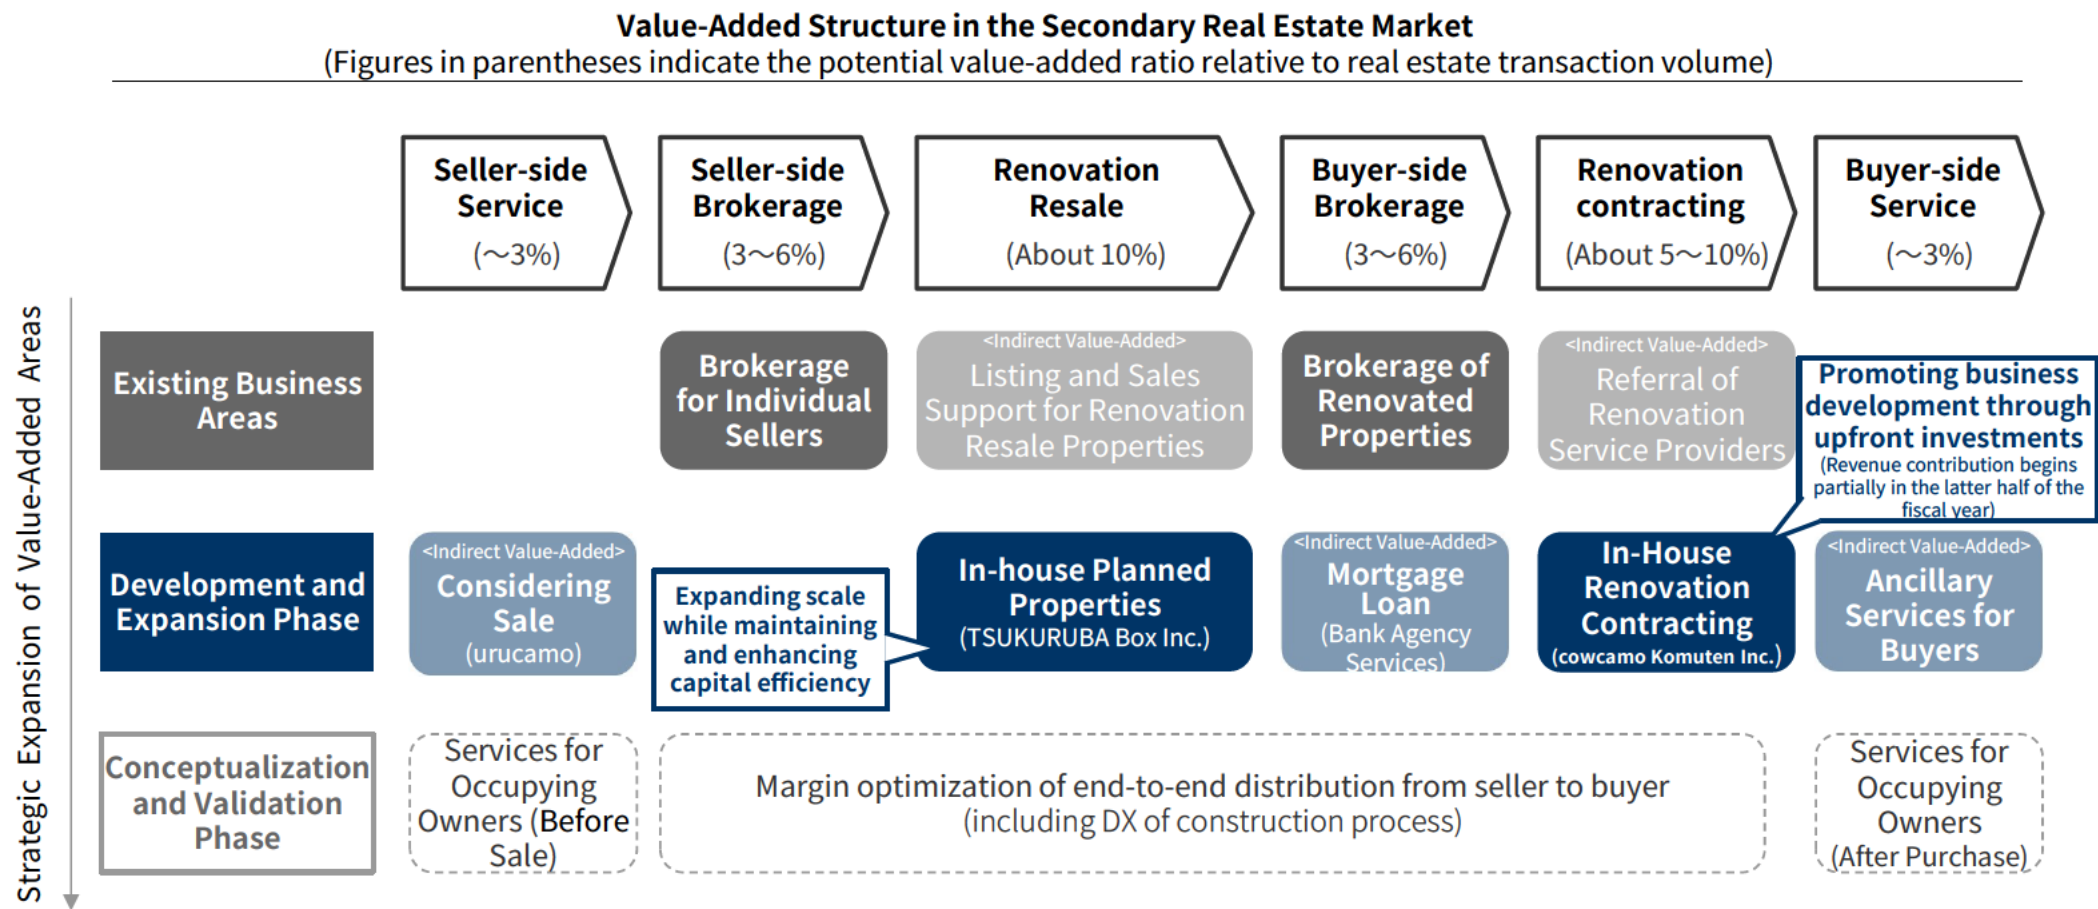 Value-Added Structure in the Secondary Real Estate Market
(Figures in parentheses indicate the potential value-added ratio relative to real estate transaction volume)
Seller-side
Service
(～3%)
Seller-side
Brokerage
(3～6%)
Renovation
Resale
(About 10%)
Buyer-side
Brokerage
(3～6%)
Renovation
contracting
(About 5～10%)
Buyer-side
Service
(～3%)
Strategic Expansion of Value-Added Areas
Existing Business
Areas
Brokerage
for Individual
Sellers
<Indirect Value-Added>
Listing and Sales
Support for Renovation
Resale Properties
Brokerage of
Renovated
Properties
<Indirect Value-Added>
Referral of
Renovation
Service Providers
Promoting business
development through
upfront investments
(Revenue contribution begins
partially in the latter half of the
fiscal year)
Development and
Expansion Phase
<Indirect Value-Added>
Considering
Sale
(urucamo)
Expanding scale
while maintaining
and enhancing
capital efficiency
In-house Planned
Properties
(TSUKURUBA Box Inc.)
<Indirect Value-Added>
Mortgage
Loan
(Bank Agency
Services)
In-House
Renovation
Contracting
(cowcamo Komuten Inc.)
<Indirect Value-Added>
Ancillary
Services for
Buyers
Conceptualization
and Validation
Phase
Services for
Occupying
Owners (Before
Sale)
Margin optimization of end-to-end distribution from seller to buyer
(including DX of construction process)
Services for
Occupying
Owners
(After Purchase)